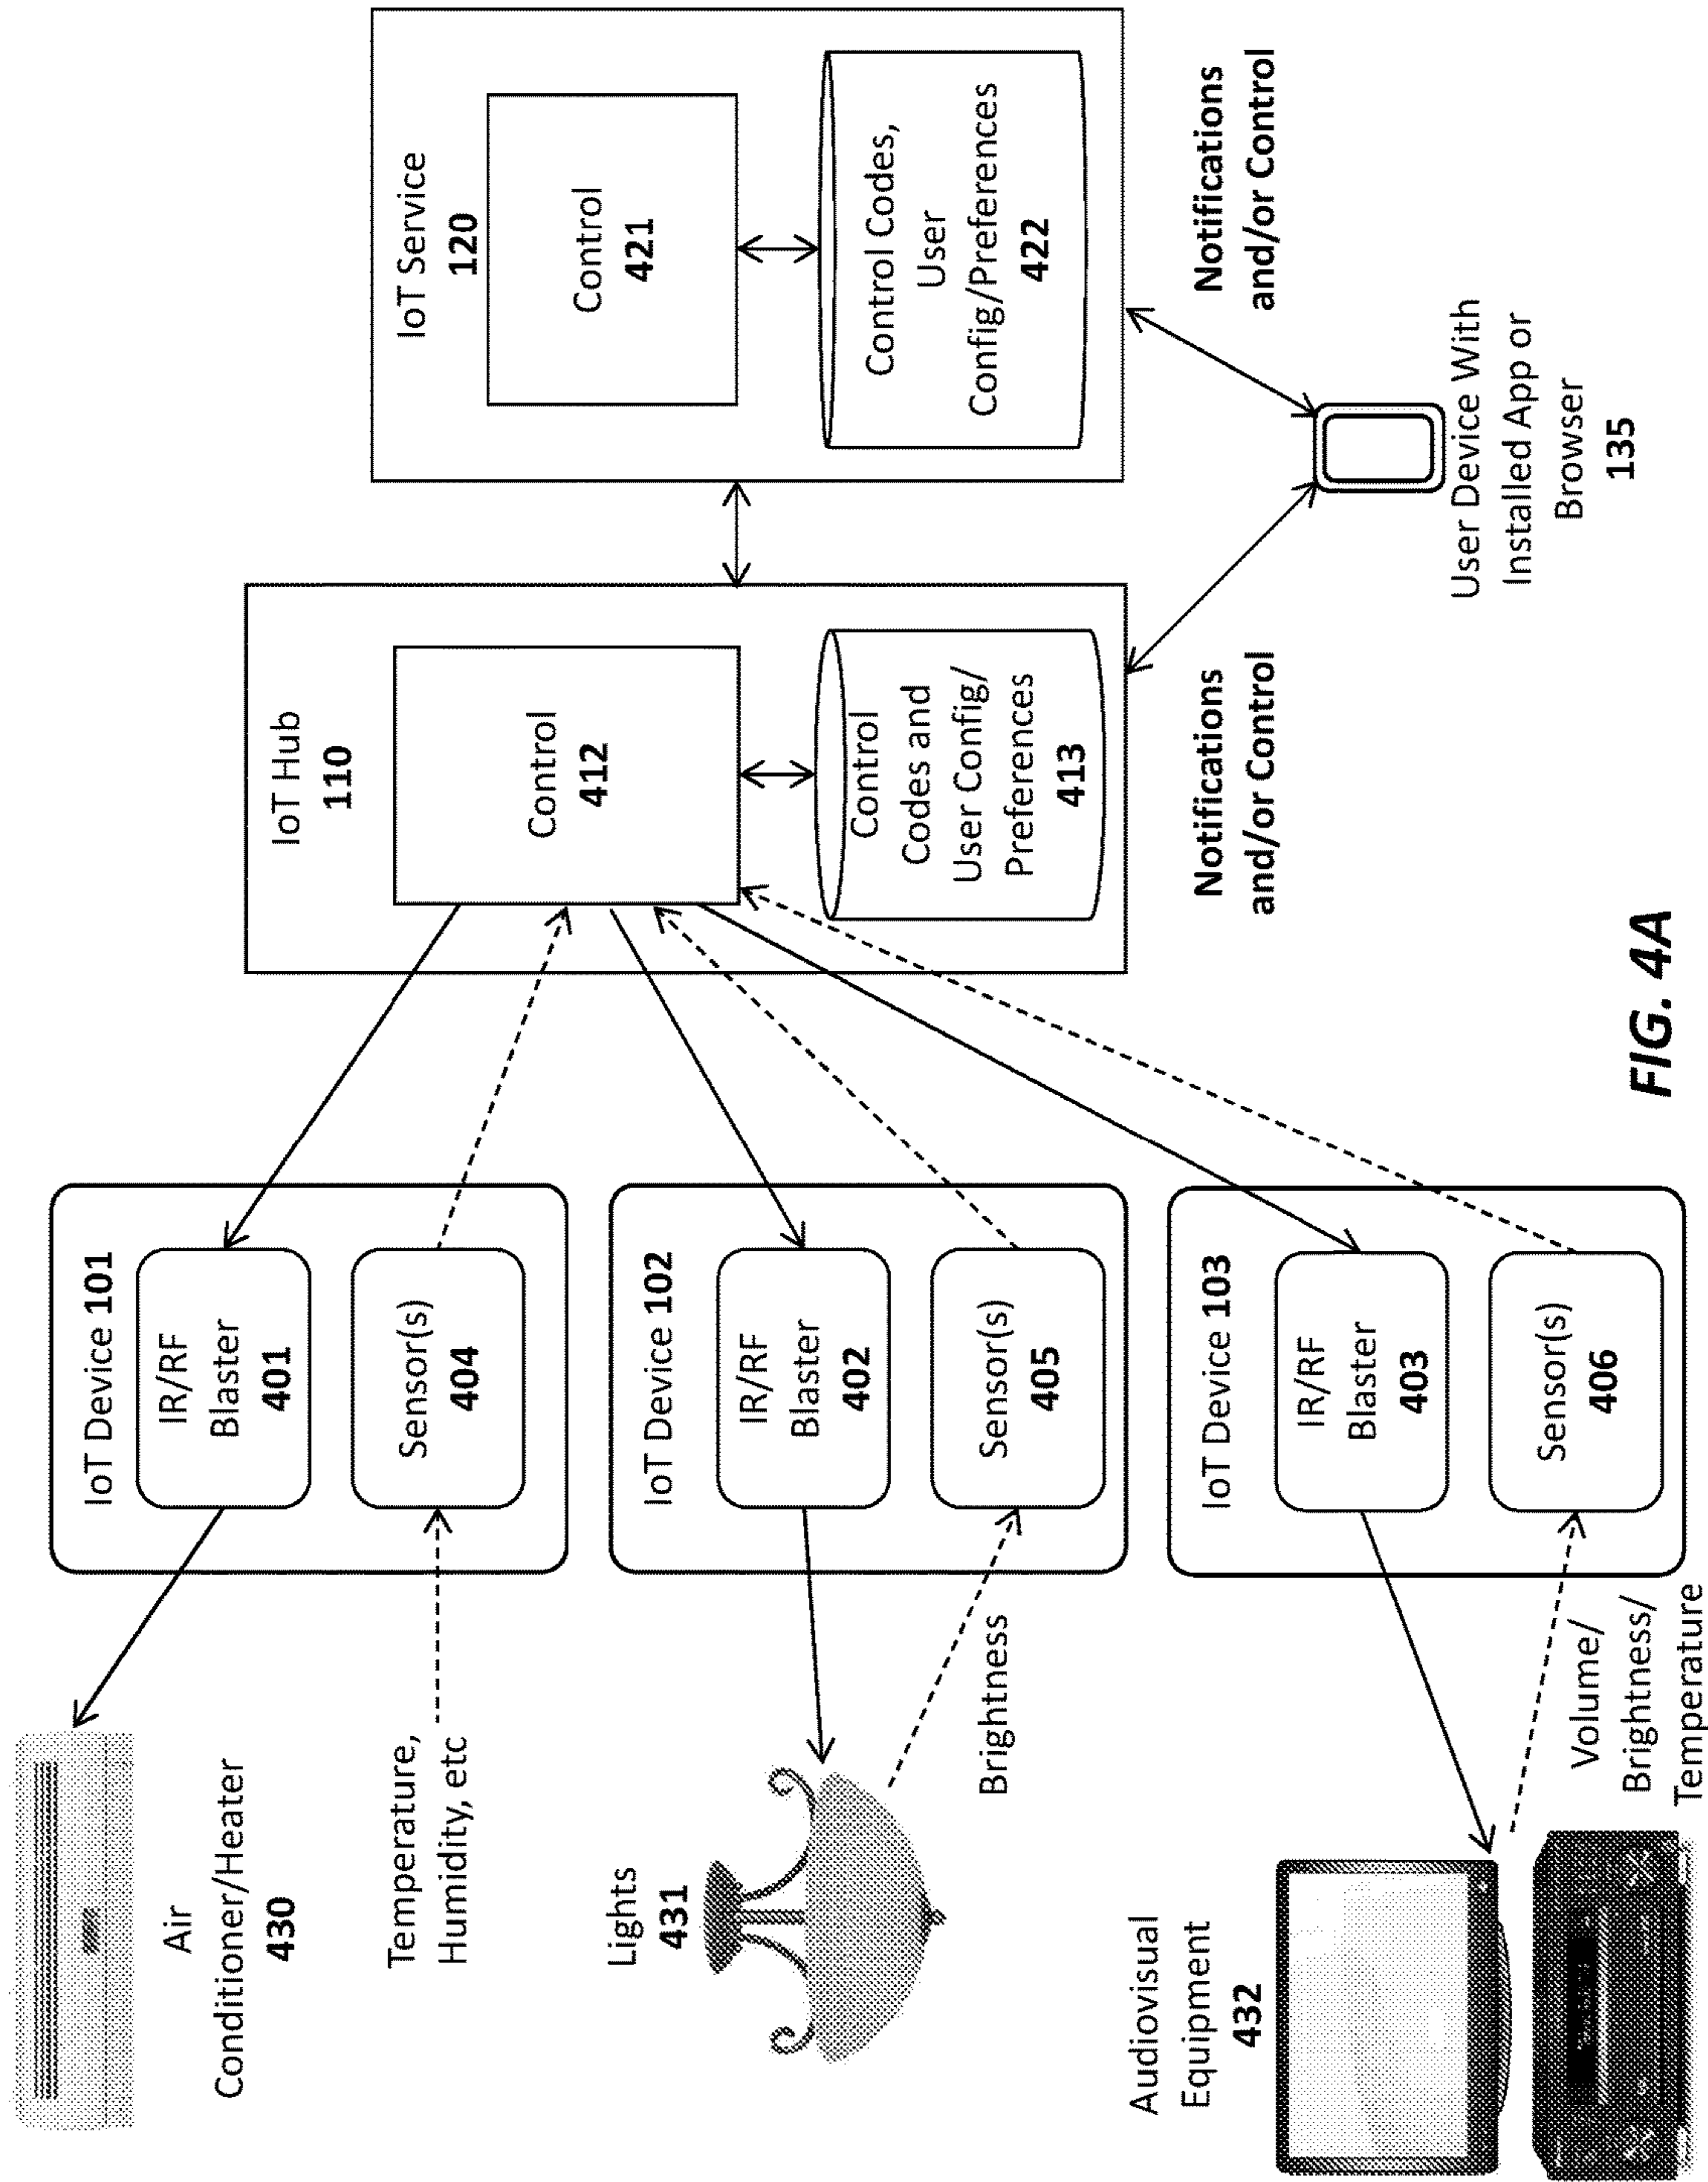 Air
Conditioner/Heater
430
Temperature,
Humidity, etc
Lights
431
Brightness
Audiovisual
Equipment
432
Volume/
Brightness/
Temperature
IoT Device 101
IR/RF
Blaster
401
Sensor(s)
404
IoT Device 102
IR/RF
Blaster
402
Sensor(s)
405
IoT Device 103
IR/RF
Blaster
403
Sensor(s)
406
IoT Hub
110
Control
412
Control
Codes and
User Config/
Preferences
413
Notifications
and/or Control
IoT Service
120
Control
421
Control Codes,
User
Config/Preferences
422
Notifications
and/or Control
User Device With
Installed App or
Browser
135
FIG. 4A